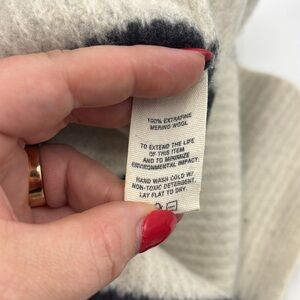 100% EXTRAFINE
MERINO WOOL
TO EXTEND THE LIFE
OF THIS ITEM
AND TO MINIMIZE
ENVIRONMENTAL IMPACT:
HAND WASH COLD W/
NON-TOXIC DETERGENT.
LAY FLAT TO DRY.